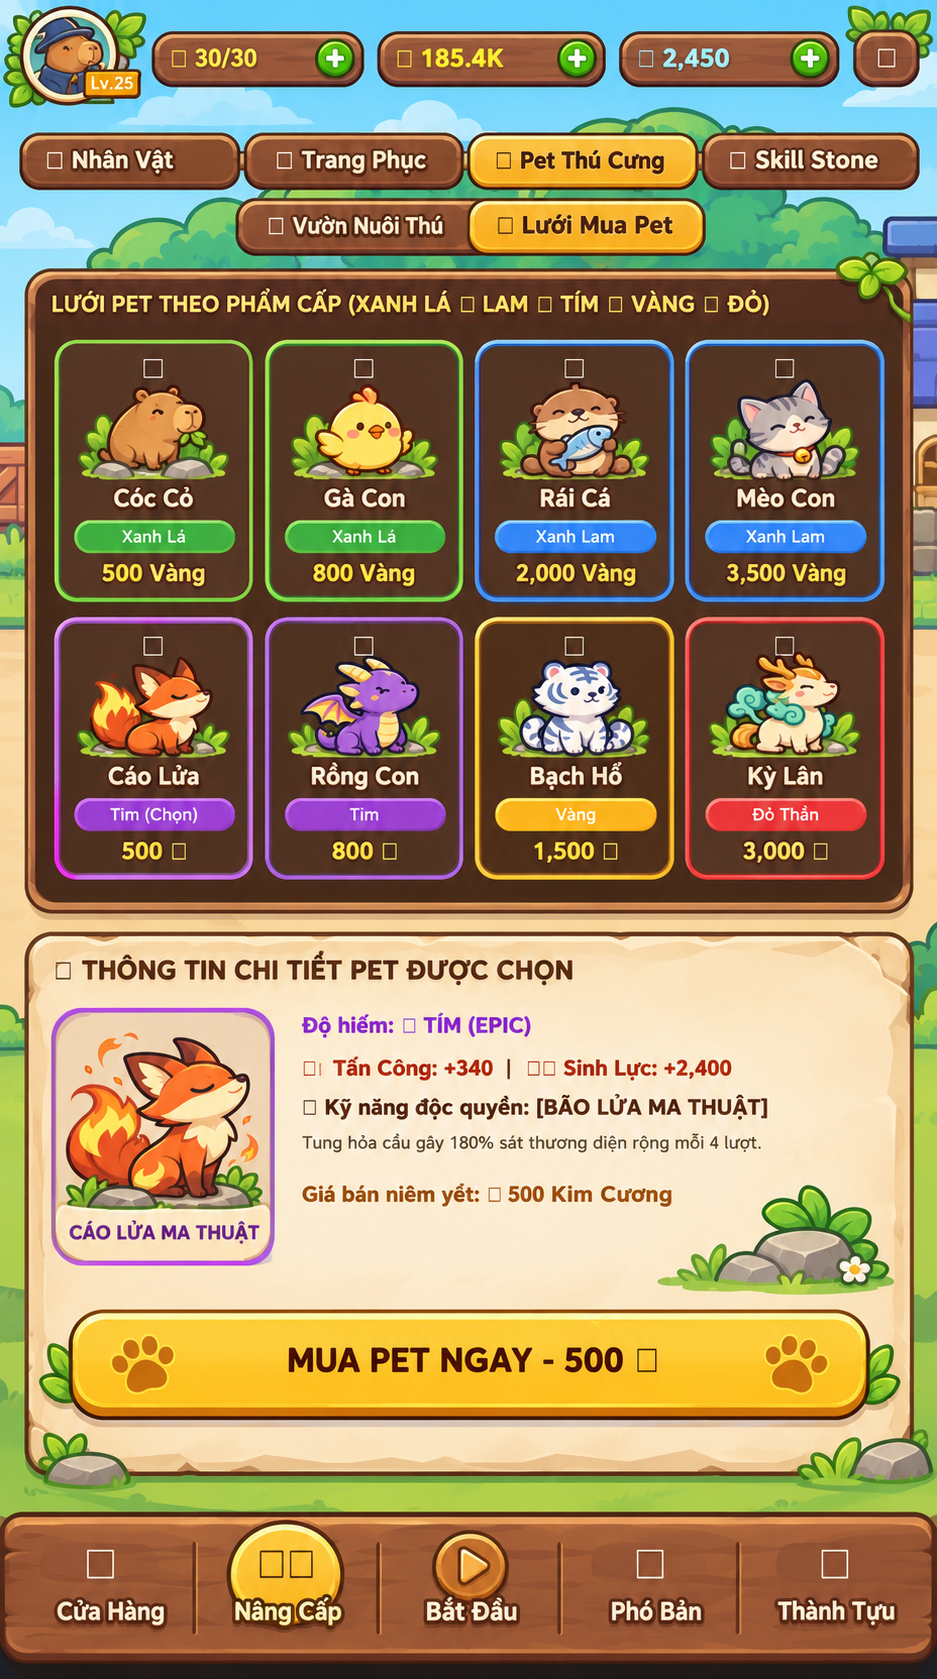 Lv.25
30/30
185.4K
2,450
Nhân Vật
Trang Phục
Pet Thú Cưng
Skill Stone
Vườn Nuôi Thú
Lưới Mua Pet
LƯỚI PET THEO PHẨM CẤP (XANH LÁ □ LAM □ TÍM □ VÀNG □ ĐỎ)
Cóc Cỏ
Xanh Lá
500 Vàng
Gà Con
Xanh Lá
800 Vàng
Rái Cá
Xanh Lam
2,000 Vàng
Mèo Con
Xanh Lam
3,500 Vàng
Cáo Lửa
Tim (Chọn)
500 □
Rồng Con
Tim
800 □
Bạch Hổ
Vàng
1,500 □
Kỳ Lân
Đỏ Thần
3,000 □
□ THÔNG TIN CHI TIẾT PET ĐƯỢC CHỌN
CÁO LỬA MA THUẬT
Độ hiếm: □ TÍM (EPIC)
Tấn Công: +340 | □□ Sinh Lực: +2,400
□ Kỹ năng độc quyền: [BÃO LỬA MA THUẬT]
Tung hỏa cầu gây 180% sát thương diện rộng mỗi 4 lượt.
Giá bán niêm yết: □ 500 Kim Cương
MUA PET NGAY - 500 □
Cửa Hàng
Nâng Cấp
Bắt Đầu
Phó Bản
Thành Tựu